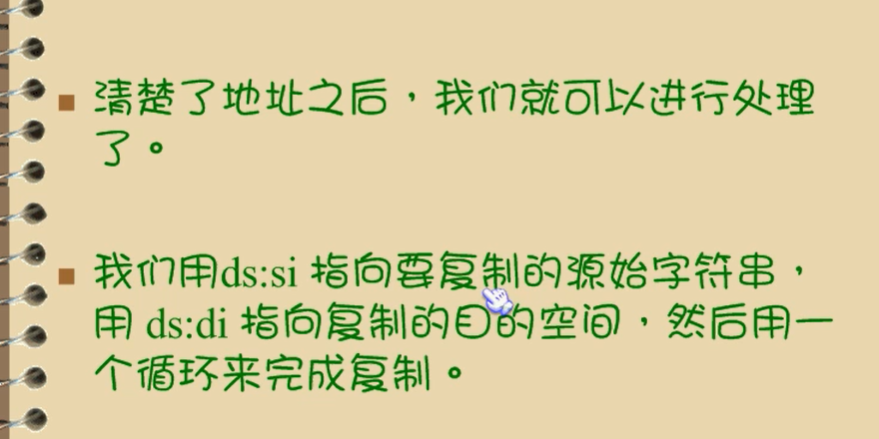 清楚了地址之后，我们就可以进行处理
了。
我们用ds:si 指向要复制的源始字符串，
用 ds:di 指向复制的目的空间，然后用一
个循环来完成复制。